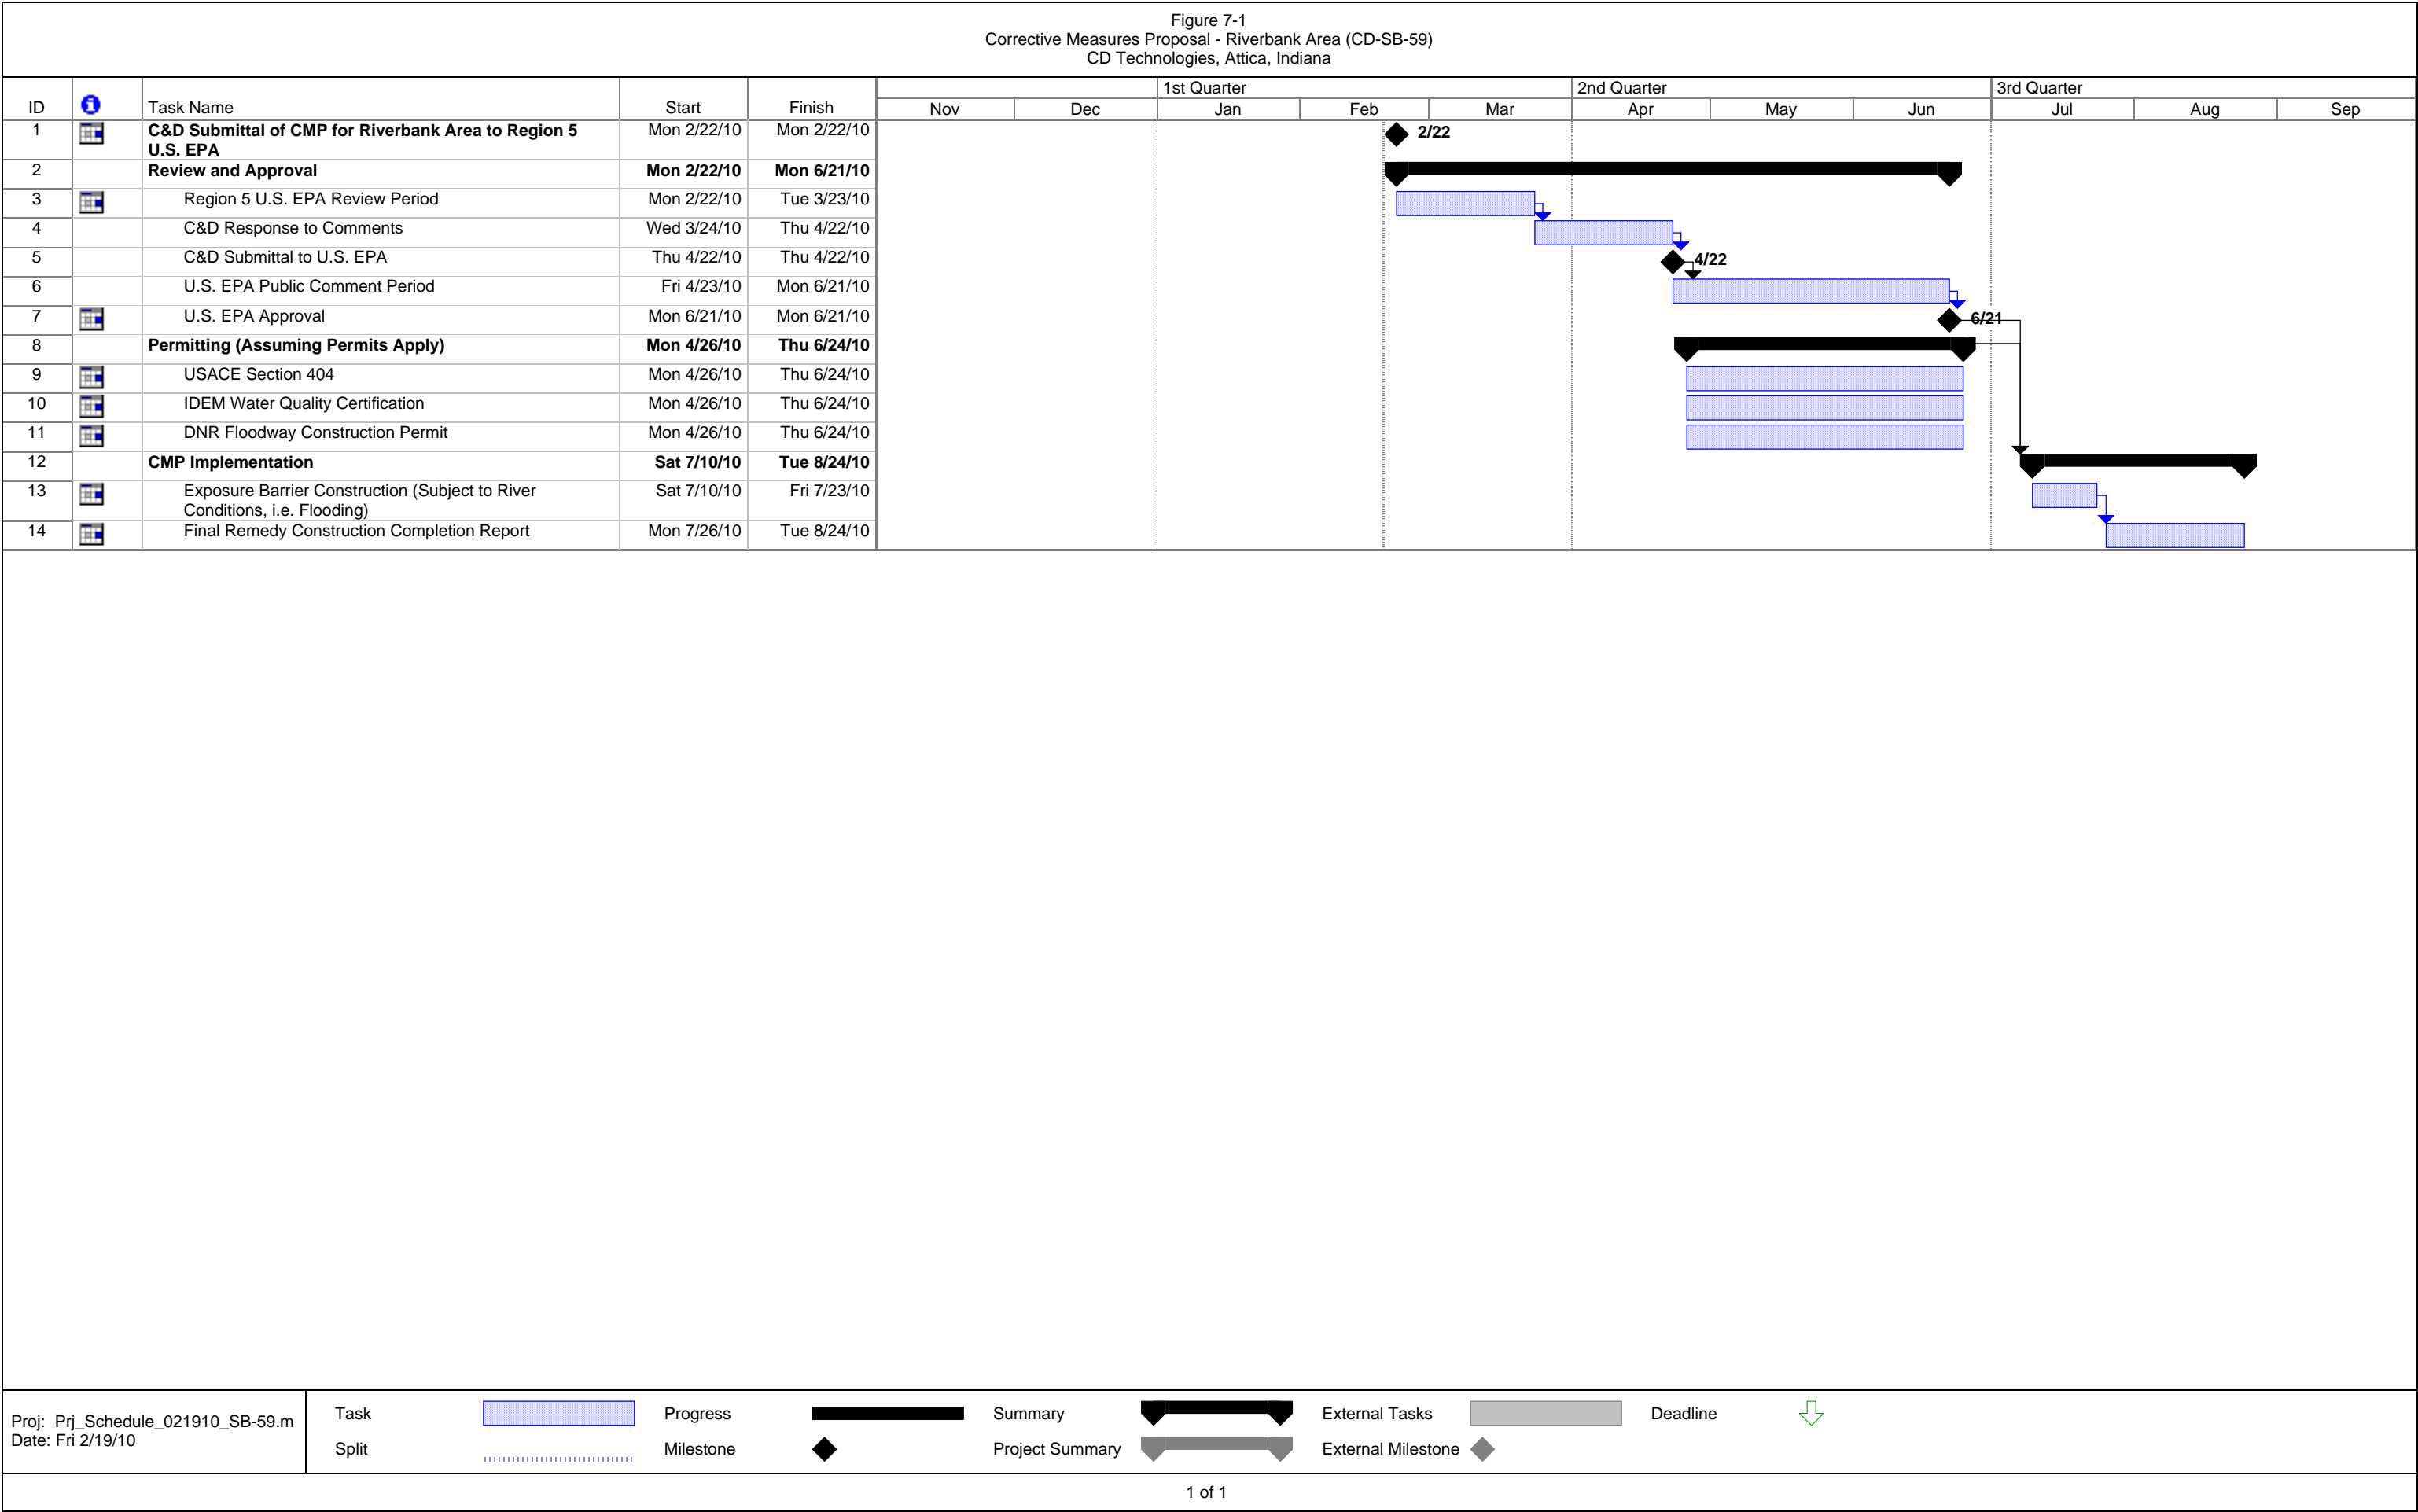 Figure 7-1
Corrective Measures Proposal - Riverbank Area (CD-SB-59)
CD Technologies, Attica, Indiana
1st Quarter 2nd Quarter 3rd Quarter
ID Task Name Start Finish Nov Dec Jan Feb Mar Apr May Jun Jul Aug Sep
1 C&D Submittal of CMP for Riverbank Area to Region 5 Mon 2/22/10 Mon 2/22/10 2/22
U.S. EPA
2 Review and Approval Mon 2/22/10 Mon 6/21/10
3 Region 5 U.S. EPA Review Period Mon 2/22/10 Tue 3/23/10
4 C&D Response to Comments Wed 3/24/10 Thu 4/22/10
5 C&D Submittal to U.S. EPA Thu 4/22/10 Thu 4/22/10 4/22
6 U.S. EPA Public Comment Period Fri 4/23/10 Mon 6/21/10
7 U.S. EPA Approval Mon 6/21/10 Mon 6/21/10 6/21
8 Permitting (Assuming Permits Apply) Mon 4/26/10 Thu 6/24/10
9 USACE Section 404 Mon 4/26/10 Thu 6/24/10
10 IDEM Water Quality Certification Mon 4/26/10 Thu 6/24/10
11 DNR Floodway Construction Permit Mon 4/26/10 Thu 6/24/10
12 CMP Implementation Sat 7/10/10 Tue 8/24/10
13 Exposure Barrier Construction (Subject to River Sat 7/10/10 Fri 7/23/10
Conditions, i.e. Flooding)
14 Final Remedy Construction Completion Report Mon 7/26/10 Tue 8/24/10
Proj: Prj_Schedule_021910_SB-59.m
Date: Fri 2/19/10
Task Progress Summary External Tasks Deadline
Split Milestone Project Summary External Milestone
1 of 1